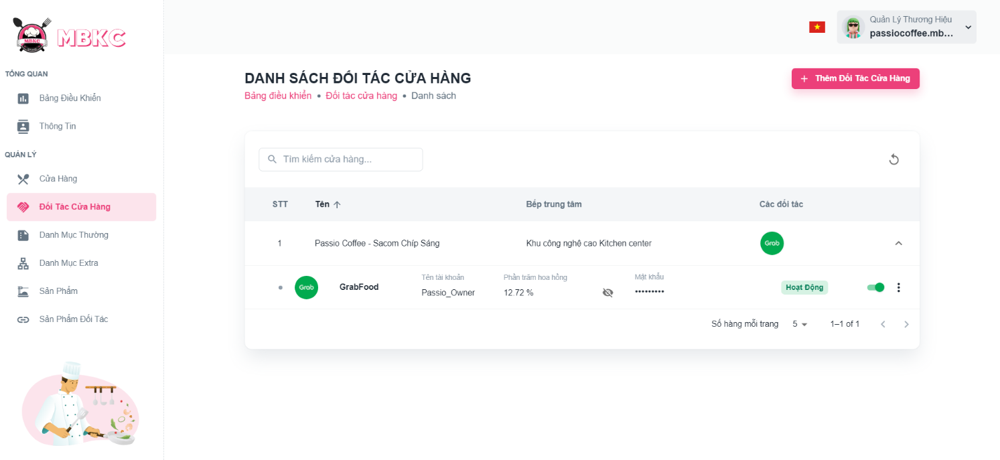 MBKC
MBKC
Quản Lý Thương Hiệu
passiocoffee.mb...
TỔNG QUAN
Bảng Điều Khiển
Thông Tin
QUẢN LÝ
Cửa Hàng
Đối Tác Cửa Hàng
Danh Mục Thường
Danh Mục Extra
Sản Phẩm
Sản Phẩm Đối Tác
DANH SÁCH ĐỐI TÁC CỬA HÀNG
Bảng điều khiển • Đối tác cửa hàng • Danh sách
+ Thêm Đối Tác Cửa Hàng
Tìm kiếm cửa hàng...
STT Tên ↑ Bếp trung tâm Các đối tác
1 Passio Coffee - Sacom Chíp Sáng Khu công nghệ cao Kitchen center Grab
Tên tài khoản Phần trăm hoa hồng Mật khẩu
Grab GrabFood Passio_Owner 12.72 % ••••••••• Hoạt Động
Số hàng mỗi trang 5 1–1 of 1